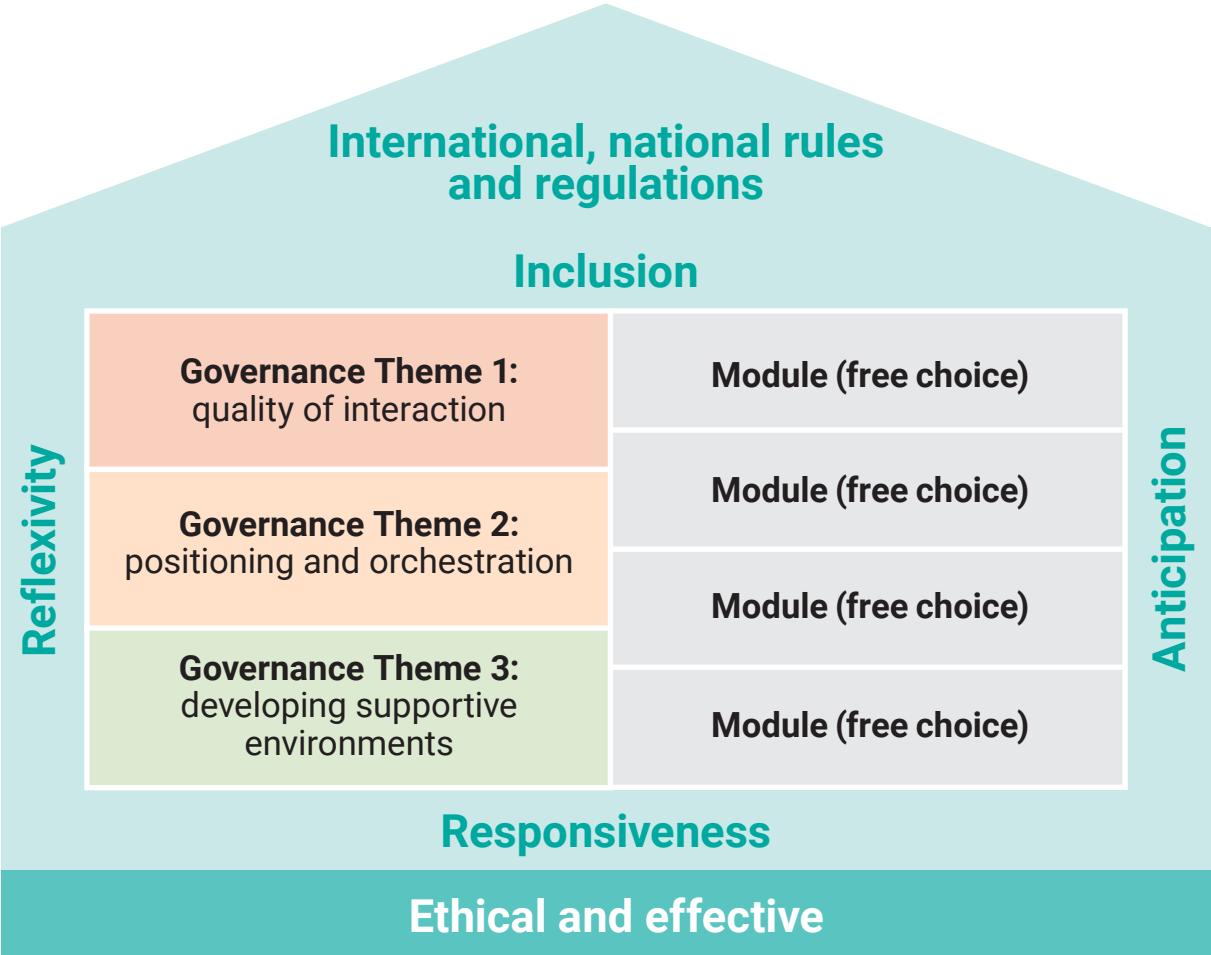 International, national rules
and regulations
Inclusion
Reflexivity
Governance Theme 1:
quality of interaction
Governance Theme 2:
positioning and orchestration
Governance Theme 3:
developing supportive
environments
Module (free choice)
Module (free choice)
Module (free choice)
Module (free choice)
Anticipation
Responsiveness
Ethical and effective